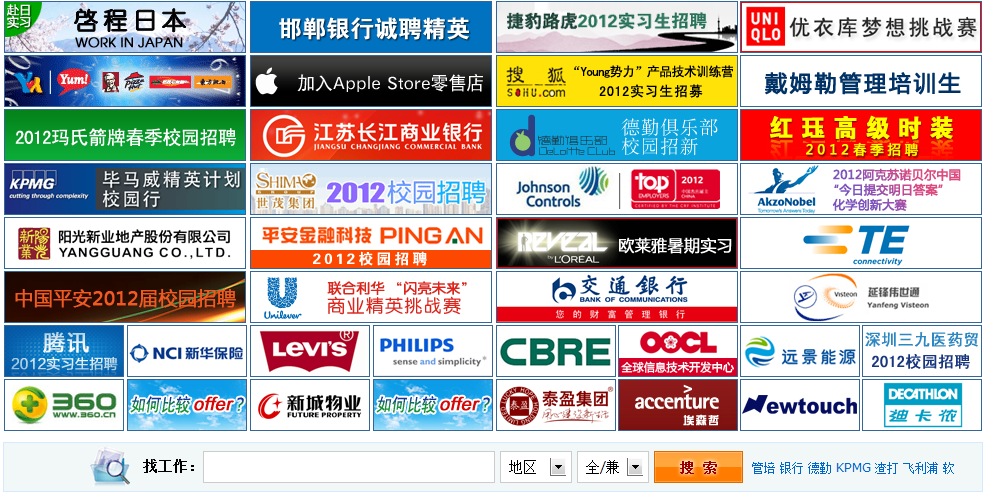 赴日
实习
启程日本
WORK IN JAPAN
邯郸银行诚聘精英
捷豹路虎2012实习生招聘
UNI
QLO
优衣库梦想挑战赛
Yum!
KFC
Pizza Hut
东方既白
加入Apple Store零售店
搜狐
SOHU.com
“Young势力”产品技术训练营
2012实习生招募
戴姆勒管理培训生
2012玛氏箭牌春季校园招聘
江苏长江商业银行
JIANGSU CHANGJIANG COMMERCIAL BANK
德勤俱乐部
Deloitte Club
德勤俱乐部
校园招新
红珏高级时装
2012春季招聘
KPMG
cutting through complexity
毕马威精英计划
校园行
SHIMAO
世茂集团
2012校园招聘
Johnson
Controls
top
EMPLOYERS
2012
CHINA
CERTIFIED BY THE CRF INSTITUTE
AkzoNobel
Tomorrow's Answers Today
2012阿克苏诺贝尔中国
“今日提交明日答案”
化学创新大赛
阳光新业地产股份有限公司
YANGGUANG CO.,LTD.
平安金融科技 PING AN
2012校园招聘
REVEAL
by L'ORÉAL
欧莱雅暑期实习
TE
connectivity
中国平安2012届校园招聘
Unilever
联合利华 “闪亮未来”
商业精英挑战赛
交通银行
BANK OF COMMUNICATIONS
您的财富管理银行
Visteon
延锋伟世通
Yanfeng Visteon
腾讯
2012实习生招聘
NCI 新华保险
LEVI'S®
PHILIPS
sense and simplicity
CBRE
OOCL
全球信息技术开发中心
远景能源
深圳三九医药贸
2012校园招聘
360
www.360.cn
如何比较offer?
新城物业
FUTURE PROPERTY
如何比较offer?
泰盈集团
accenture
埃森哲
Newtouch
DECATHLON
迪卡侬
找工作：
地区
全/兼
搜 索
管培 银行 德勤 KPMG 渣打 飞利浦 软